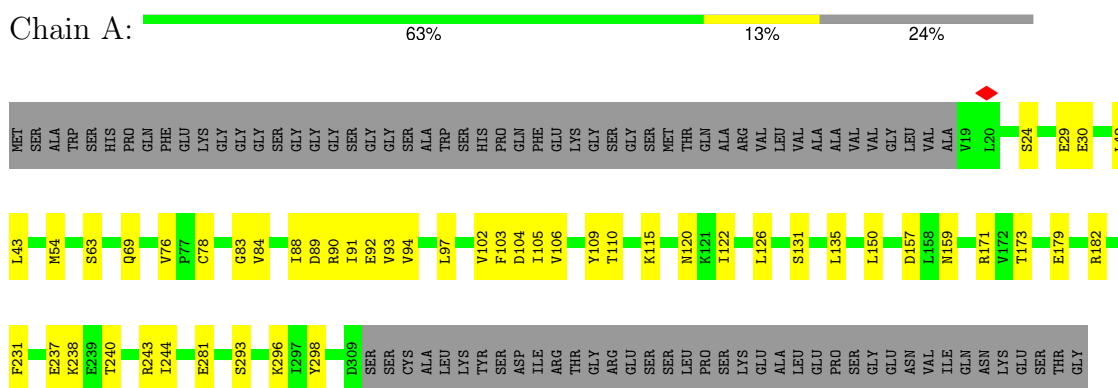 Chain A:
63% 13% 24%
MET SER ALA TRP SER HIS PRO GLN PHE GLU LYS GLY GLY GLY SER GLY GLY GLY SER GLY GLY SER ALA TRP SER HIS PRO GLN PHE GLU LYS GLY SER GLY SER MET THR GLN ALA ARG VAL LEU VAL ALA ALA VAL VAL GLY LEU VAL ALA V19 L20 S24 E29 E30 L42
L43 M54 S63 Q69 V76 P77 C78 G83 V84 I88 D89 R90 I91 E92 V93 V94 L97 V102 F103 D104 I105 V106 Y109 T110 K115 N120 K121 I122 L126 S131 L135 L150 D157 L158 N159 R171 V172 T173 E179 R182
F231 E237 K238 E239 T240 R243 I244 E281 S293 K296 I297 Y298 D309 SER SER CYS ALA LEU LYS TYR SER ASP ILE ARG THR GLY ARG GLU SER SER LEU PRO SER LYS GLU ALA LEU GLU PRO SER GLY GLU ASN VAL ILE GLN ASN LYS GLU SER THR GLY